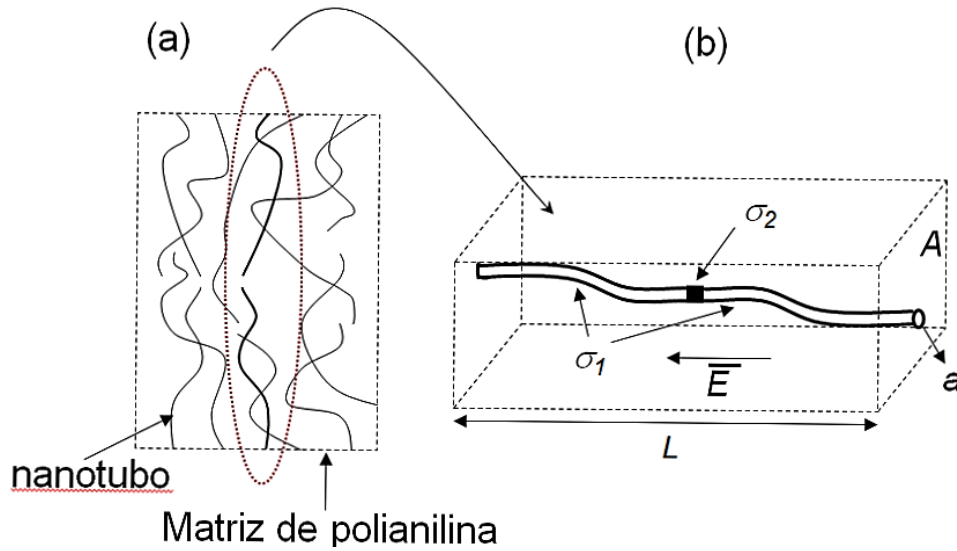 (a)
(b)
σ2
A
σ1
E
a
L
nanotubo
Matriz de polianilina